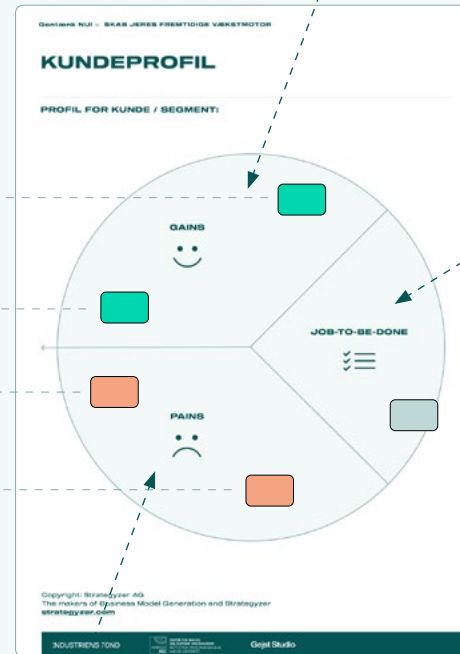 Gentænk NU! – SKAB JERES FREMTIDIGE VÆKSTMOTOR
KUNDEPROFIL
PROFIL FOR KUNDE / SEGMENT:
GAINS
JOB-TO-BE-DONE
PAINS
Copyright: Strategyzer AG
The makers of Business Model Generation and Strategyzer
strategyzer.com
INDUSTRIENS FOND
Gejst Studio